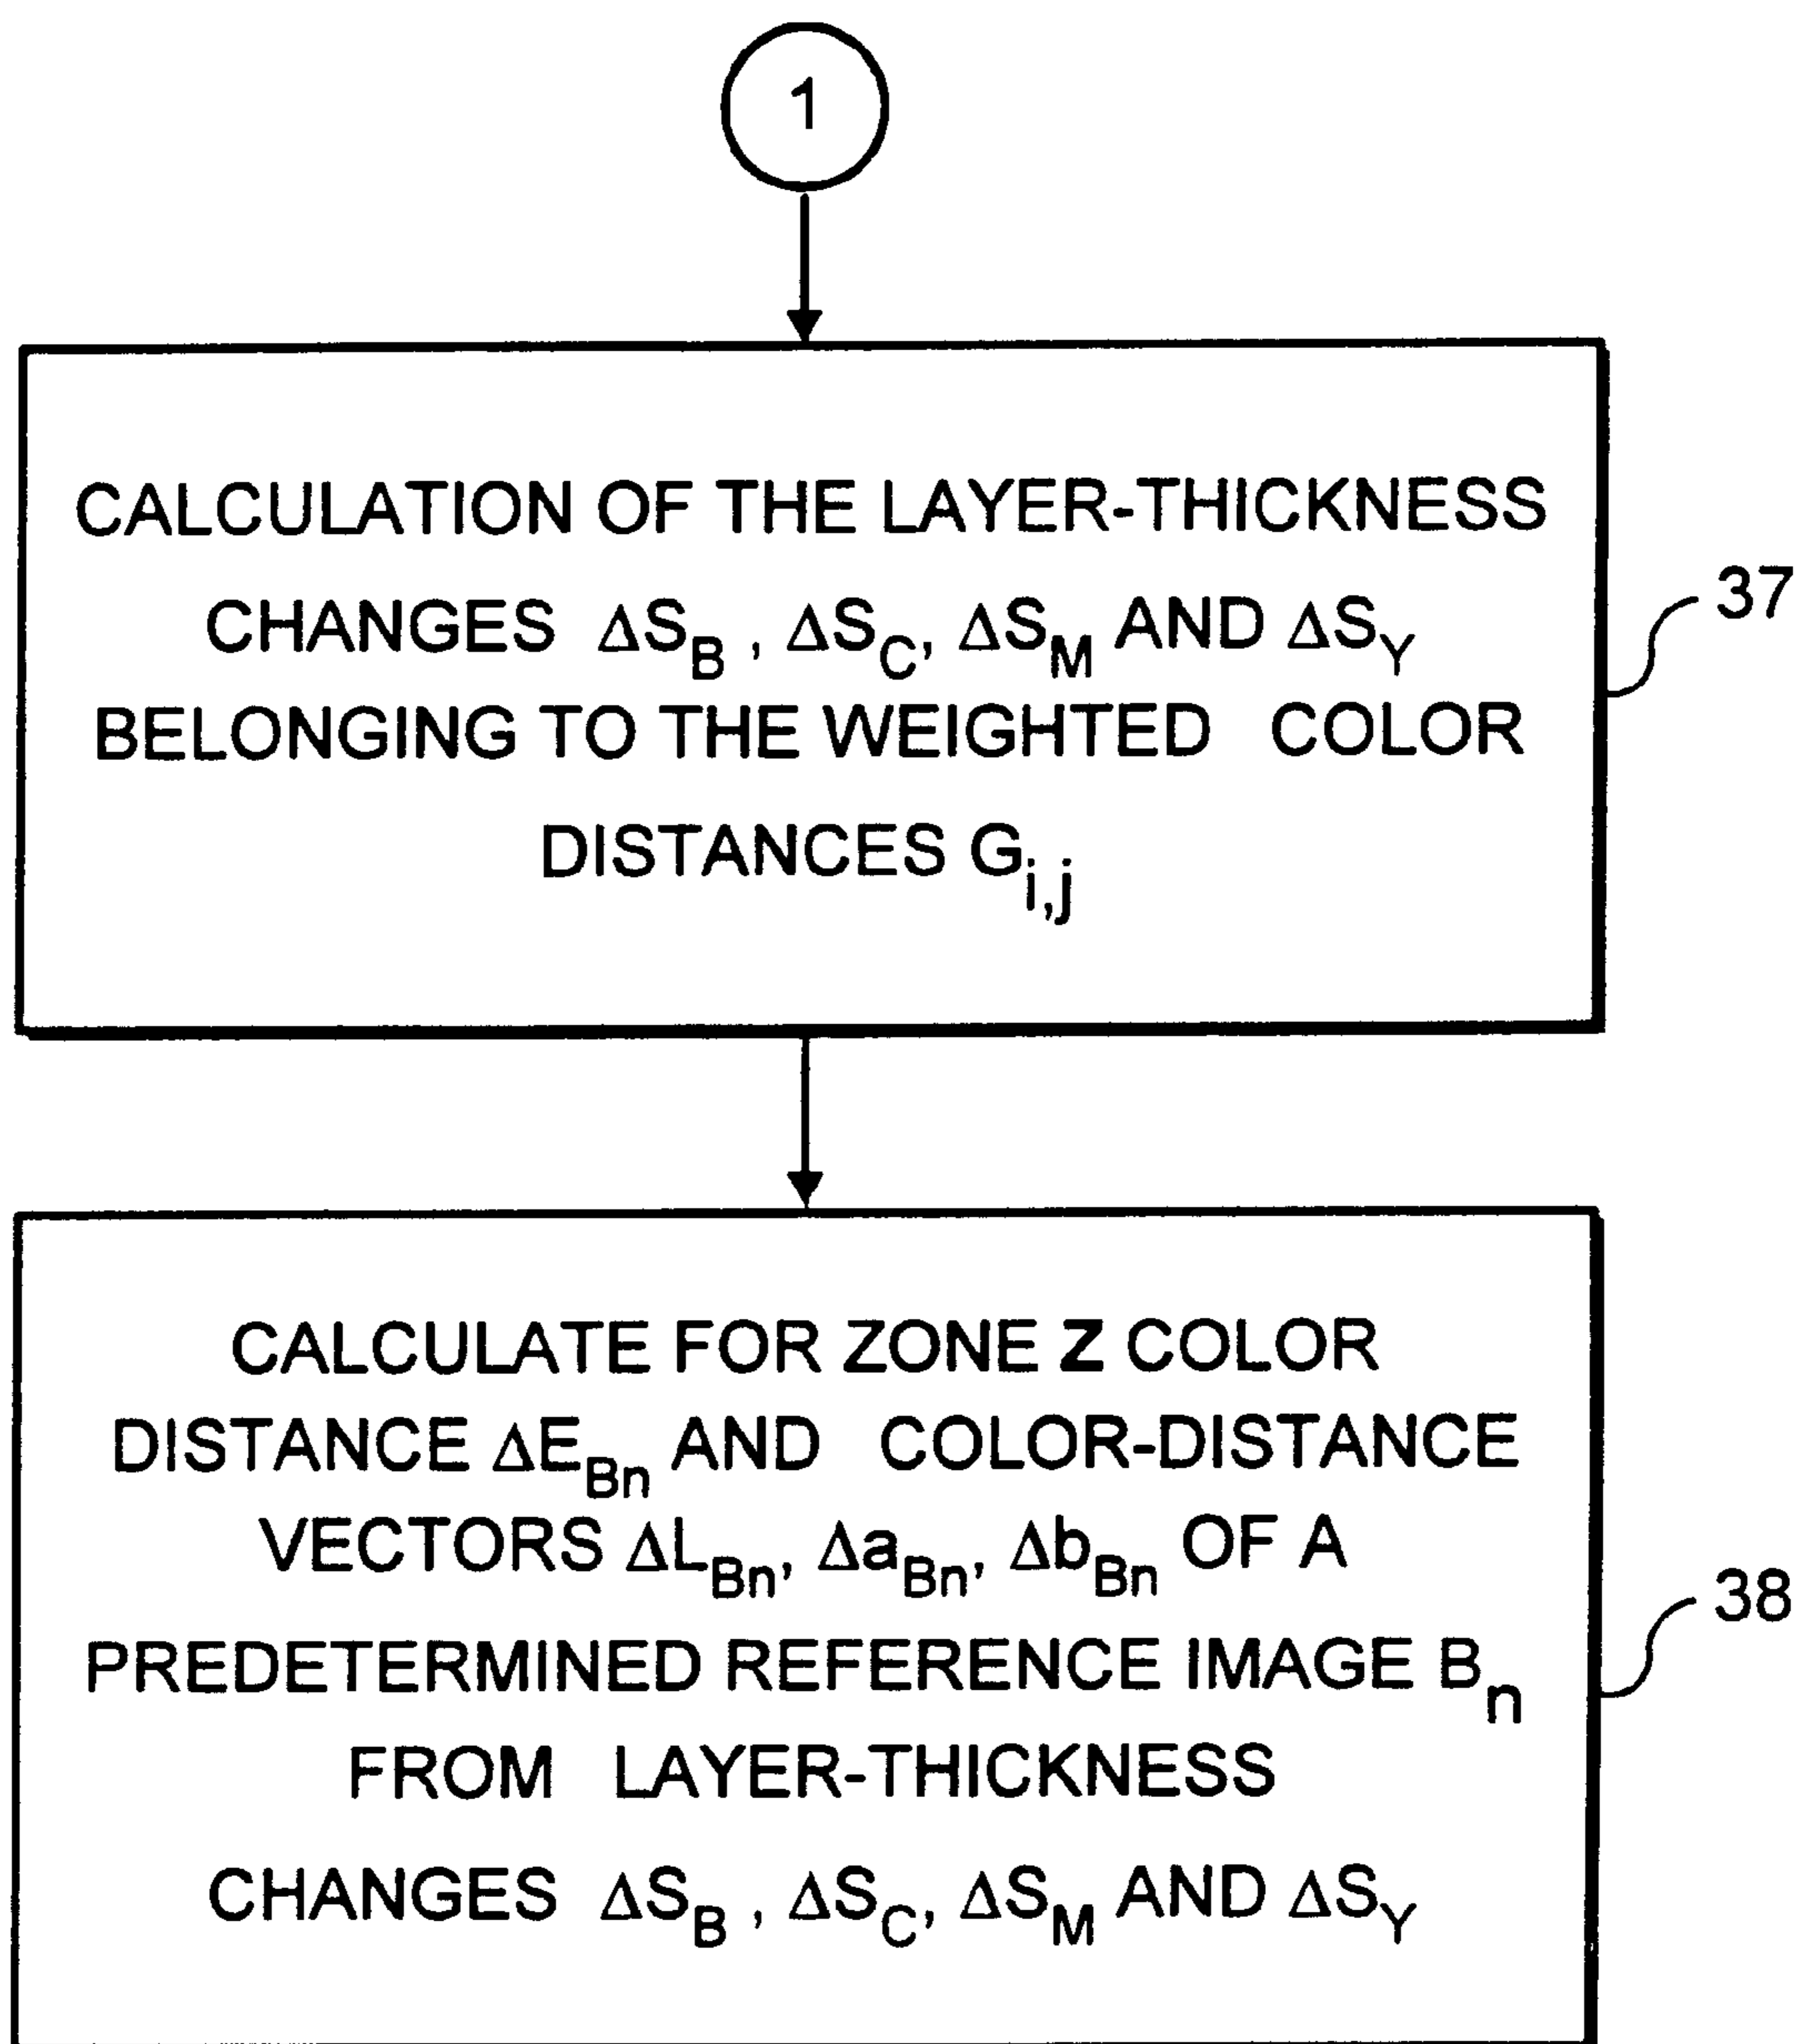 1
CALCULATION OF THE LAYER-THICKNESS
CHANGES ΔS_B , ΔS_C, ΔS_M AND ΔS_Y
BELONGING TO THE WEIGHTED COLOR
DISTANCES G_i,j
37
CALCULATE FOR ZONE Z COLOR
DISTANCE ΔE_Bn AND COLOR-DISTANCE
VECTORS ΔL_Bn, Δa_Bn, Δb_Bn OF A
PREDETERMINED REFERENCE IMAGE B_n
FROM LAYER-THICKNESS
CHANGES ΔS_B , ΔS_C, ΔS_M AND ΔS_Y
38